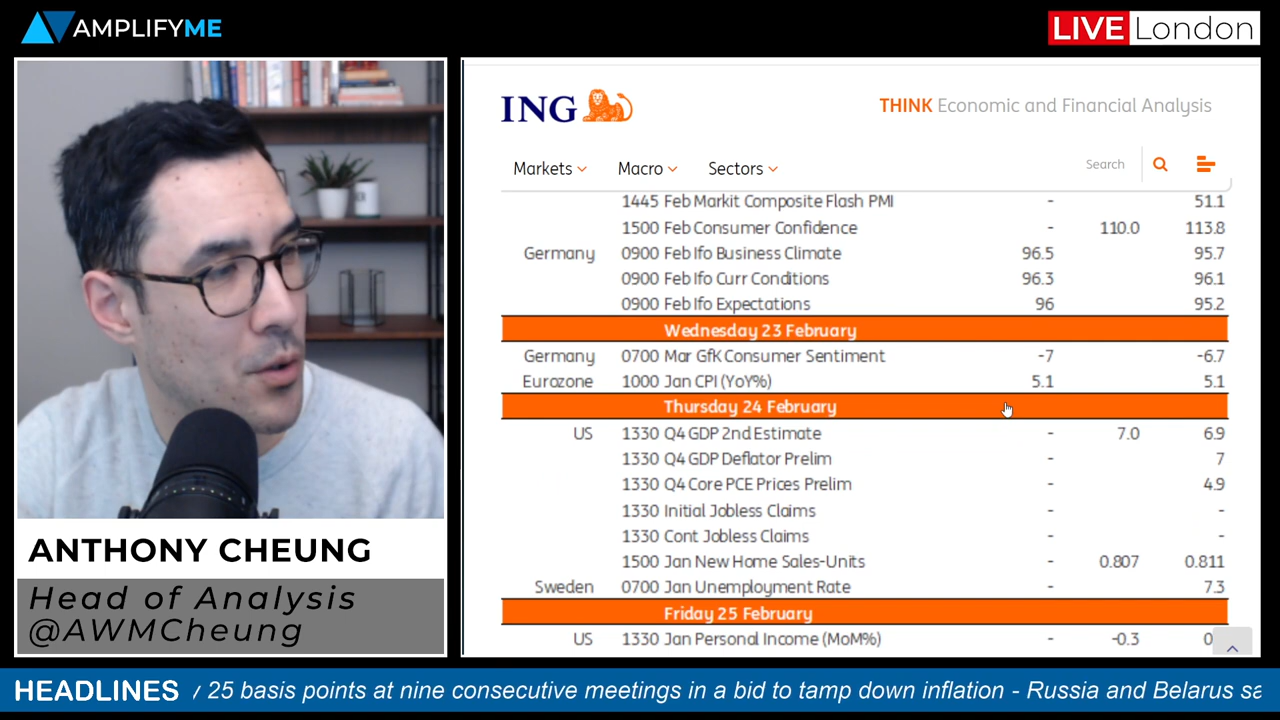 AMPLIFYME
LIVE London
ING
THINK Economic and Financial Analysis
Markets Macro Sectors Search
1445 Feb Markit Composite Flash PMI - 51.1
1500 Feb Consumer Confidence - 110.0 113.8
Germany 0900 Feb Ifo Business Climate 96.5 95.7
0900 Feb Ifo Curr Conditions 96.3 96.1
0900 Feb Ifo Expectations 96 95.2
Wednesday 23 February
Germany 0700 Mar GfK Consumer Sentiment -7 -6.7
Eurozone 1000 Jan CPI (YoY%) 5.1 5.1
Thursday 24 February
US 1330 Q4 GDP 2nd Estimate - 7.0 6.9
1330 Q4 GDP Deflator Prelim - 7
1330 Q4 Core PCE Prices Prelim - 4.9
1330 Initial Jobless Claims - -
1330 Cont Jobless Claims - -
1500 Jan New Home Sales-Units - 0.807 0.811
Sweden 0700 Jan Unemployment Rate - 7.3
Friday 25 February
US 1330 Jan Personal Income (MoM%) - -0.3
ANTHONY CHEUNG
Head of Analysis
@AWMCheung
HEADLINES 25 basis points at nine consecutive meetings in a bid to tamp down inflation - Russia and Belarus